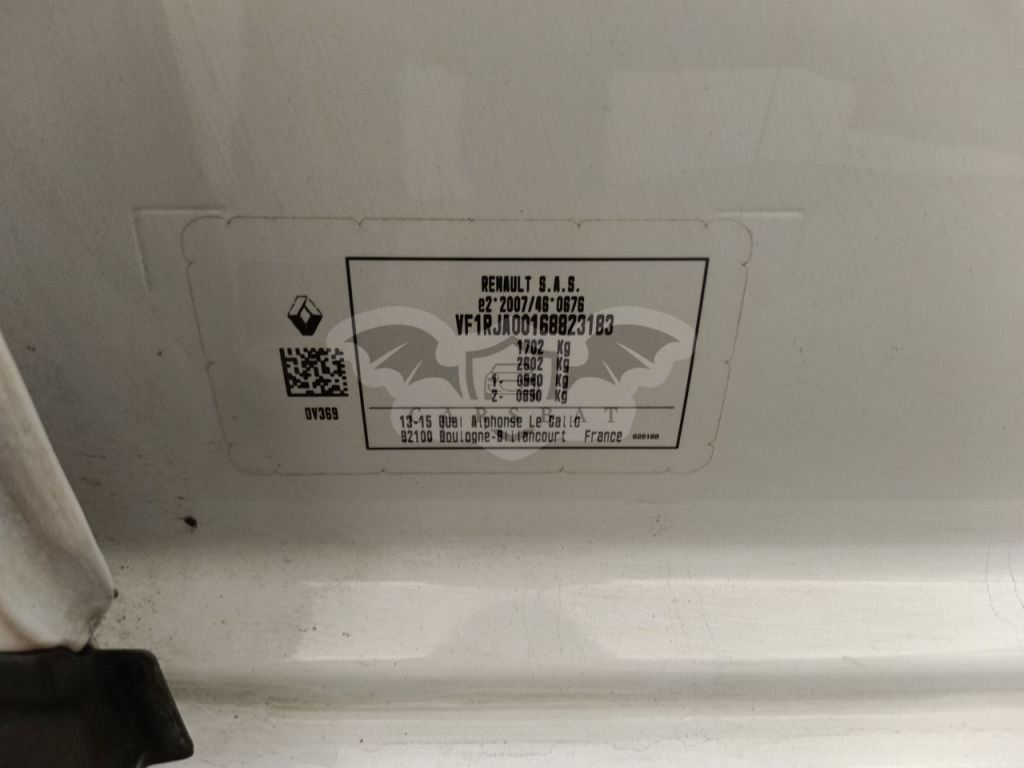 RENAULT S.A.S.
e2*2007/46*0676
VF1RJA00168823183
1702 Kg
2602 Kg
1- 0940 Kg
2- 0890 Kg
0V369
CARSBAT
13-15 Quai Alphonse Le Gallo
92100 Boulogne-Billancourt France